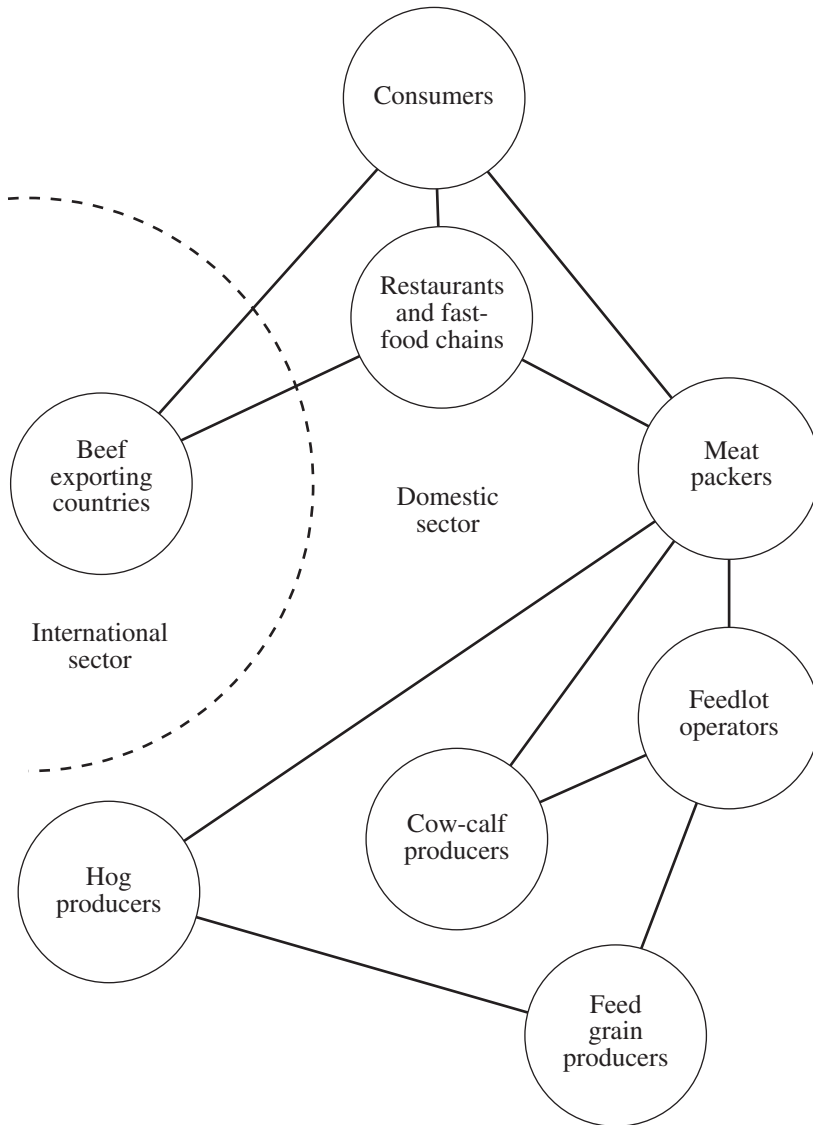 Consumers
Restaurants
and fast-
food chains
Beef
exporting
countries
Meat
packers
Domestic
sector
International
sector
Feedlot
operators
Cow-calf
producers
Hog
producers
Feed
grain
producers